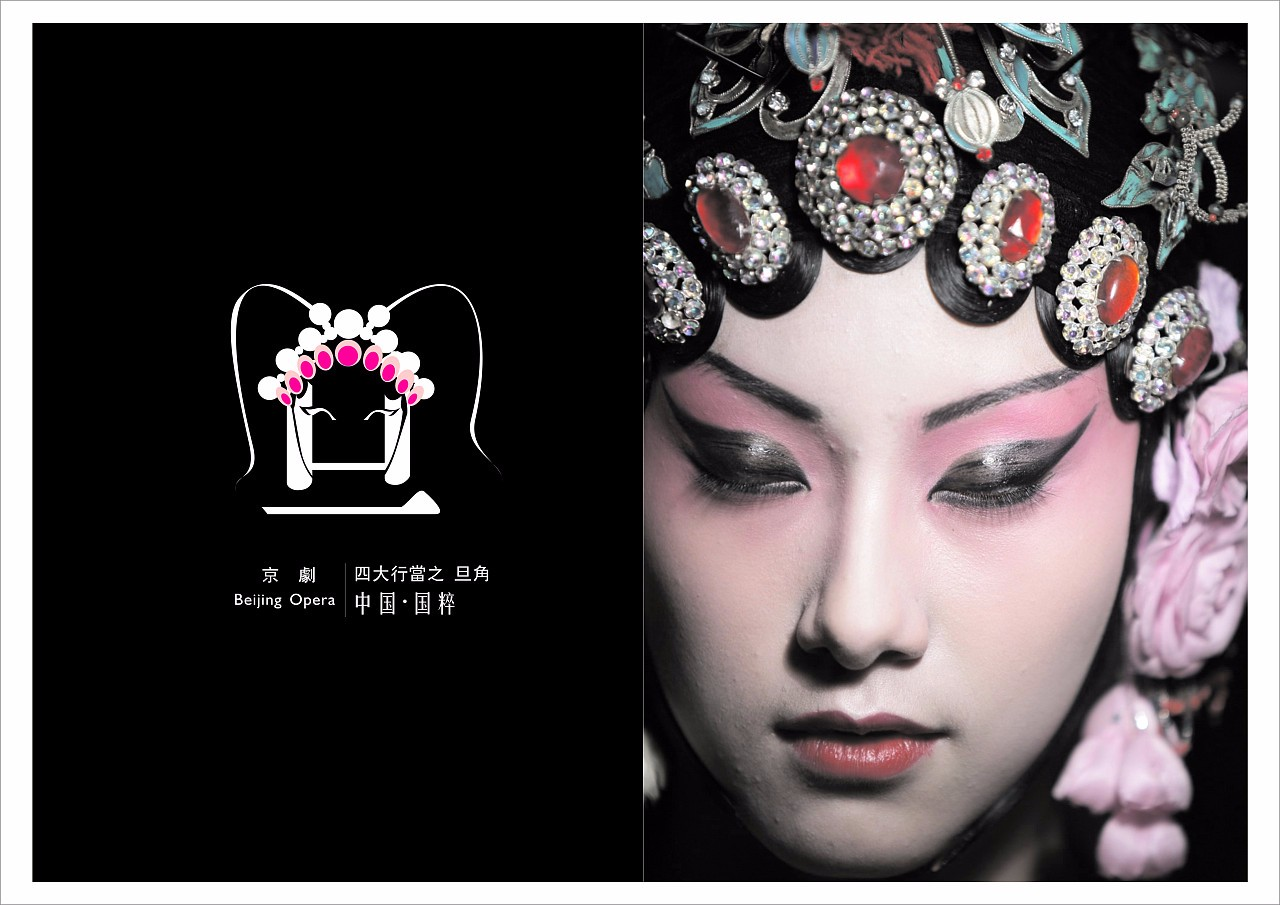 京 劇
Beijing Opera
四大行當之 旦角
中国·国粹